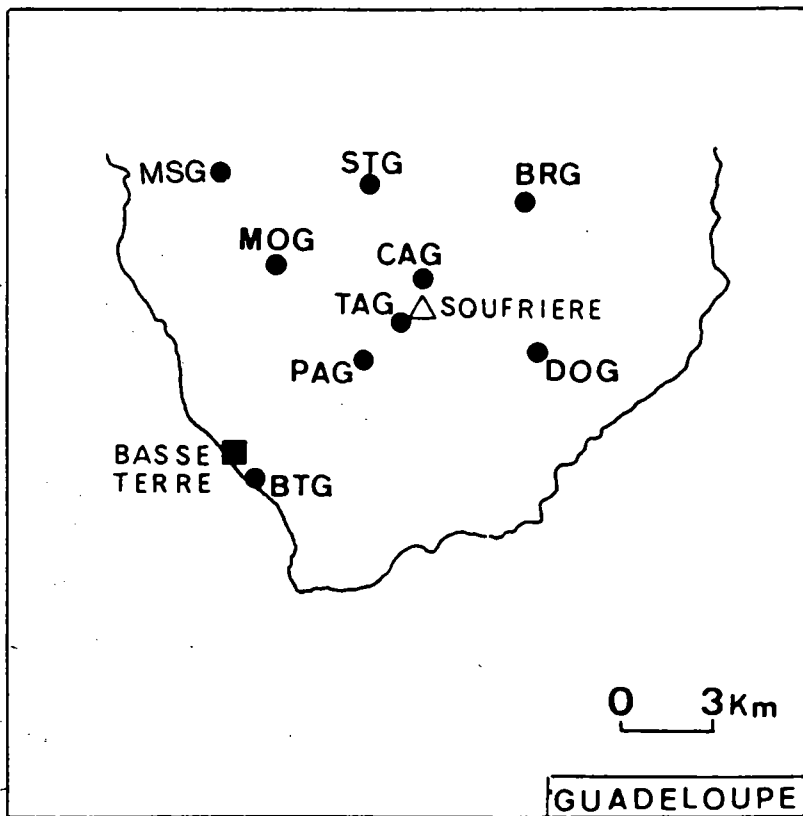 MSG
STG
BRG
MOG
CAG
TAG
SOUFRIERE
PAG
DOG
BASSE
TERRE
BTG
0 3Km
GUADELOUPE